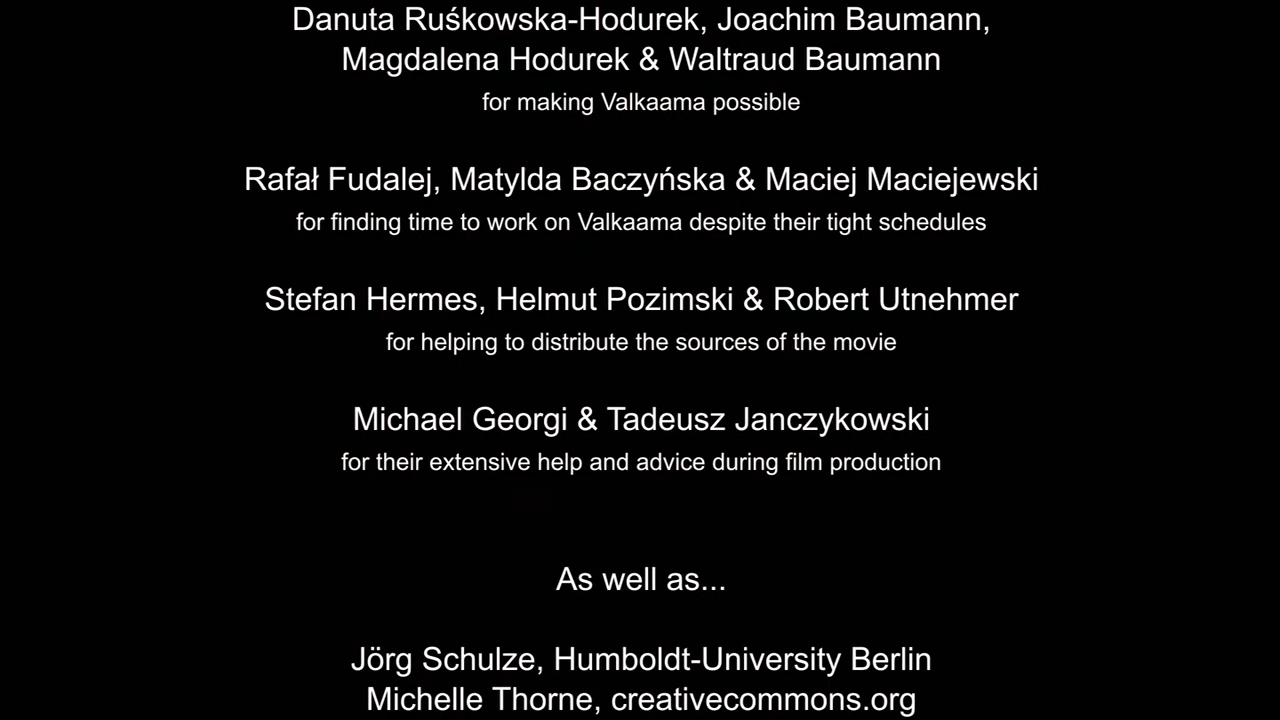 Danuta Ruśkowska-Hodurek, Joachim Baumann,
Magdalena Hodurek & Waltraud Baumann
for making Valkaama possible
Rafał Fudalej, Matylda Baczyńska & Maciej Maciejewski
for finding time to work on Valkaama despite their tight schedules
Stefan Hermes, Helmut Pozimski & Robert Utnehmer
for helping to distribute the sources of the movie
Michael Georgi & Tadeusz Janczykowski
for their extensive help and advice during film production
As well as...
Jörg Schulze, Humboldt-University Berlin
Michelle Thorne, creativecommons.org